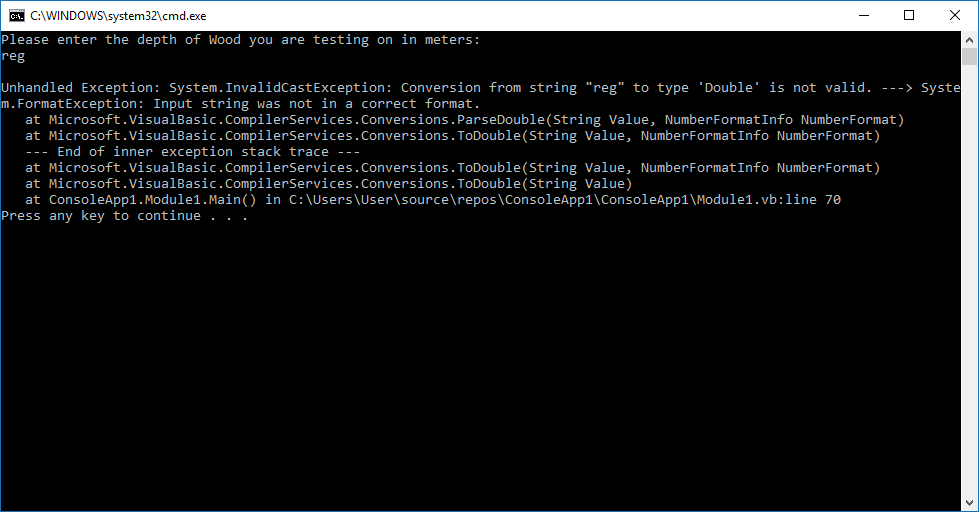 C:\WINDOWS\system32\cmd.exe
Please enter the depth of Wood you are testing on in meters:
reg
Unhandled Exception: System.InvalidCastException: Conversion from string "reg" to type 'Double' is not valid. ---> Syste
m.FormatException: Input string was not in a correct format.
   at Microsoft.VisualBasic.CompilerServices.Conversions.ParseDouble(String Value, NumberFormatInfo NumberFormat)
   at Microsoft.VisualBasic.CompilerServices.Conversions.ToDouble(String Value, NumberFormatInfo NumberFormat)
   --- End of inner exception stack trace ---
   at Microsoft.VisualBasic.CompilerServices.Conversions.ToDouble(String Value, NumberFormatInfo NumberFormat)
   at Microsoft.VisualBasic.CompilerServices.Conversions.ToDouble(String Value)
   at ConsoleApp1.Module1.Main() in C:\Users\User\source\repos\ConsoleApp1\ConsoleApp1\Module1.vb:line 70
Press any key to continue . . .